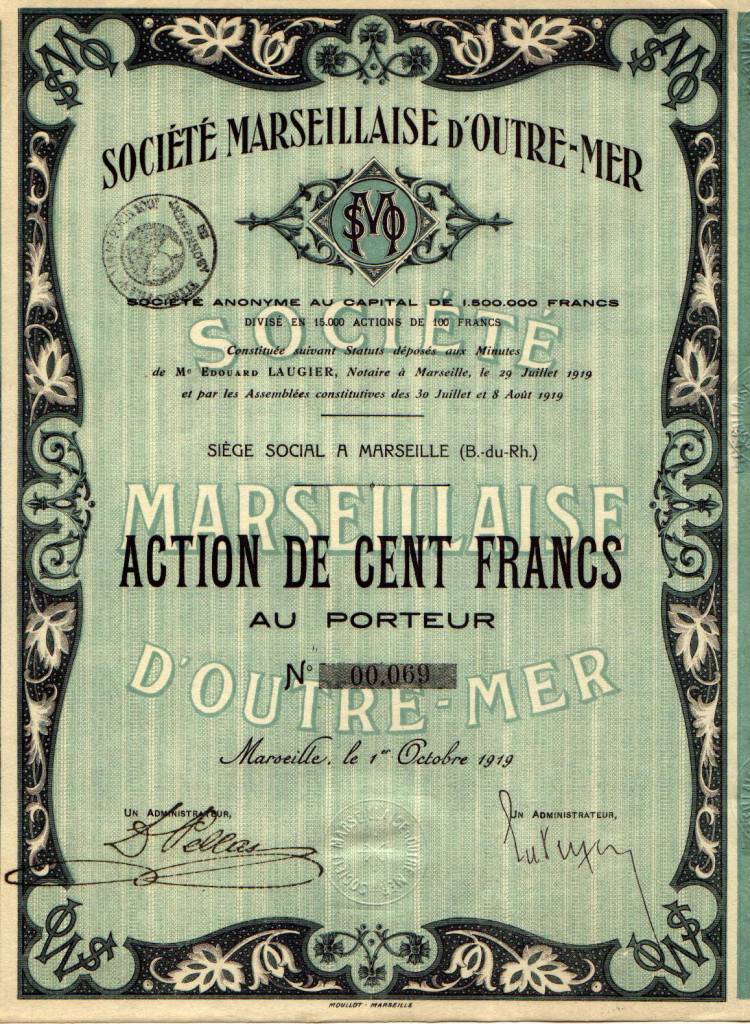 SOCIÉTÉ MARSEILLAISE D'OUTRE-MER
SMO
SOCIÉTÉ ANONYME AU CAPITAL DE 1.500.000 FRANCS
DIVISÉ EN 15.000 ACTIONS DE 100 FRANCS
SOCIÉTÉ
Constituée suivant Statuts déposés aux Minutes
de Me EDOUARD LAUGIER, Notaire à Marseille, le 29 Juillet 1919
et par les Assemblées constitutives des 30 Juillet et 8 Août 1919
SIÈGE SOCIAL A MARSEILLE (B.-du-Rh.)
MARSEILLAISE
ACTION DE CENT FRANCS
AU PORTEUR
N° 00.069
D'OUTRE-MER
Marseille, le 1er Octobre 1919
UN ADMINISTRATEUR,
UN ADMINISTRATEUR,
MOULLOT - MARSEILLE